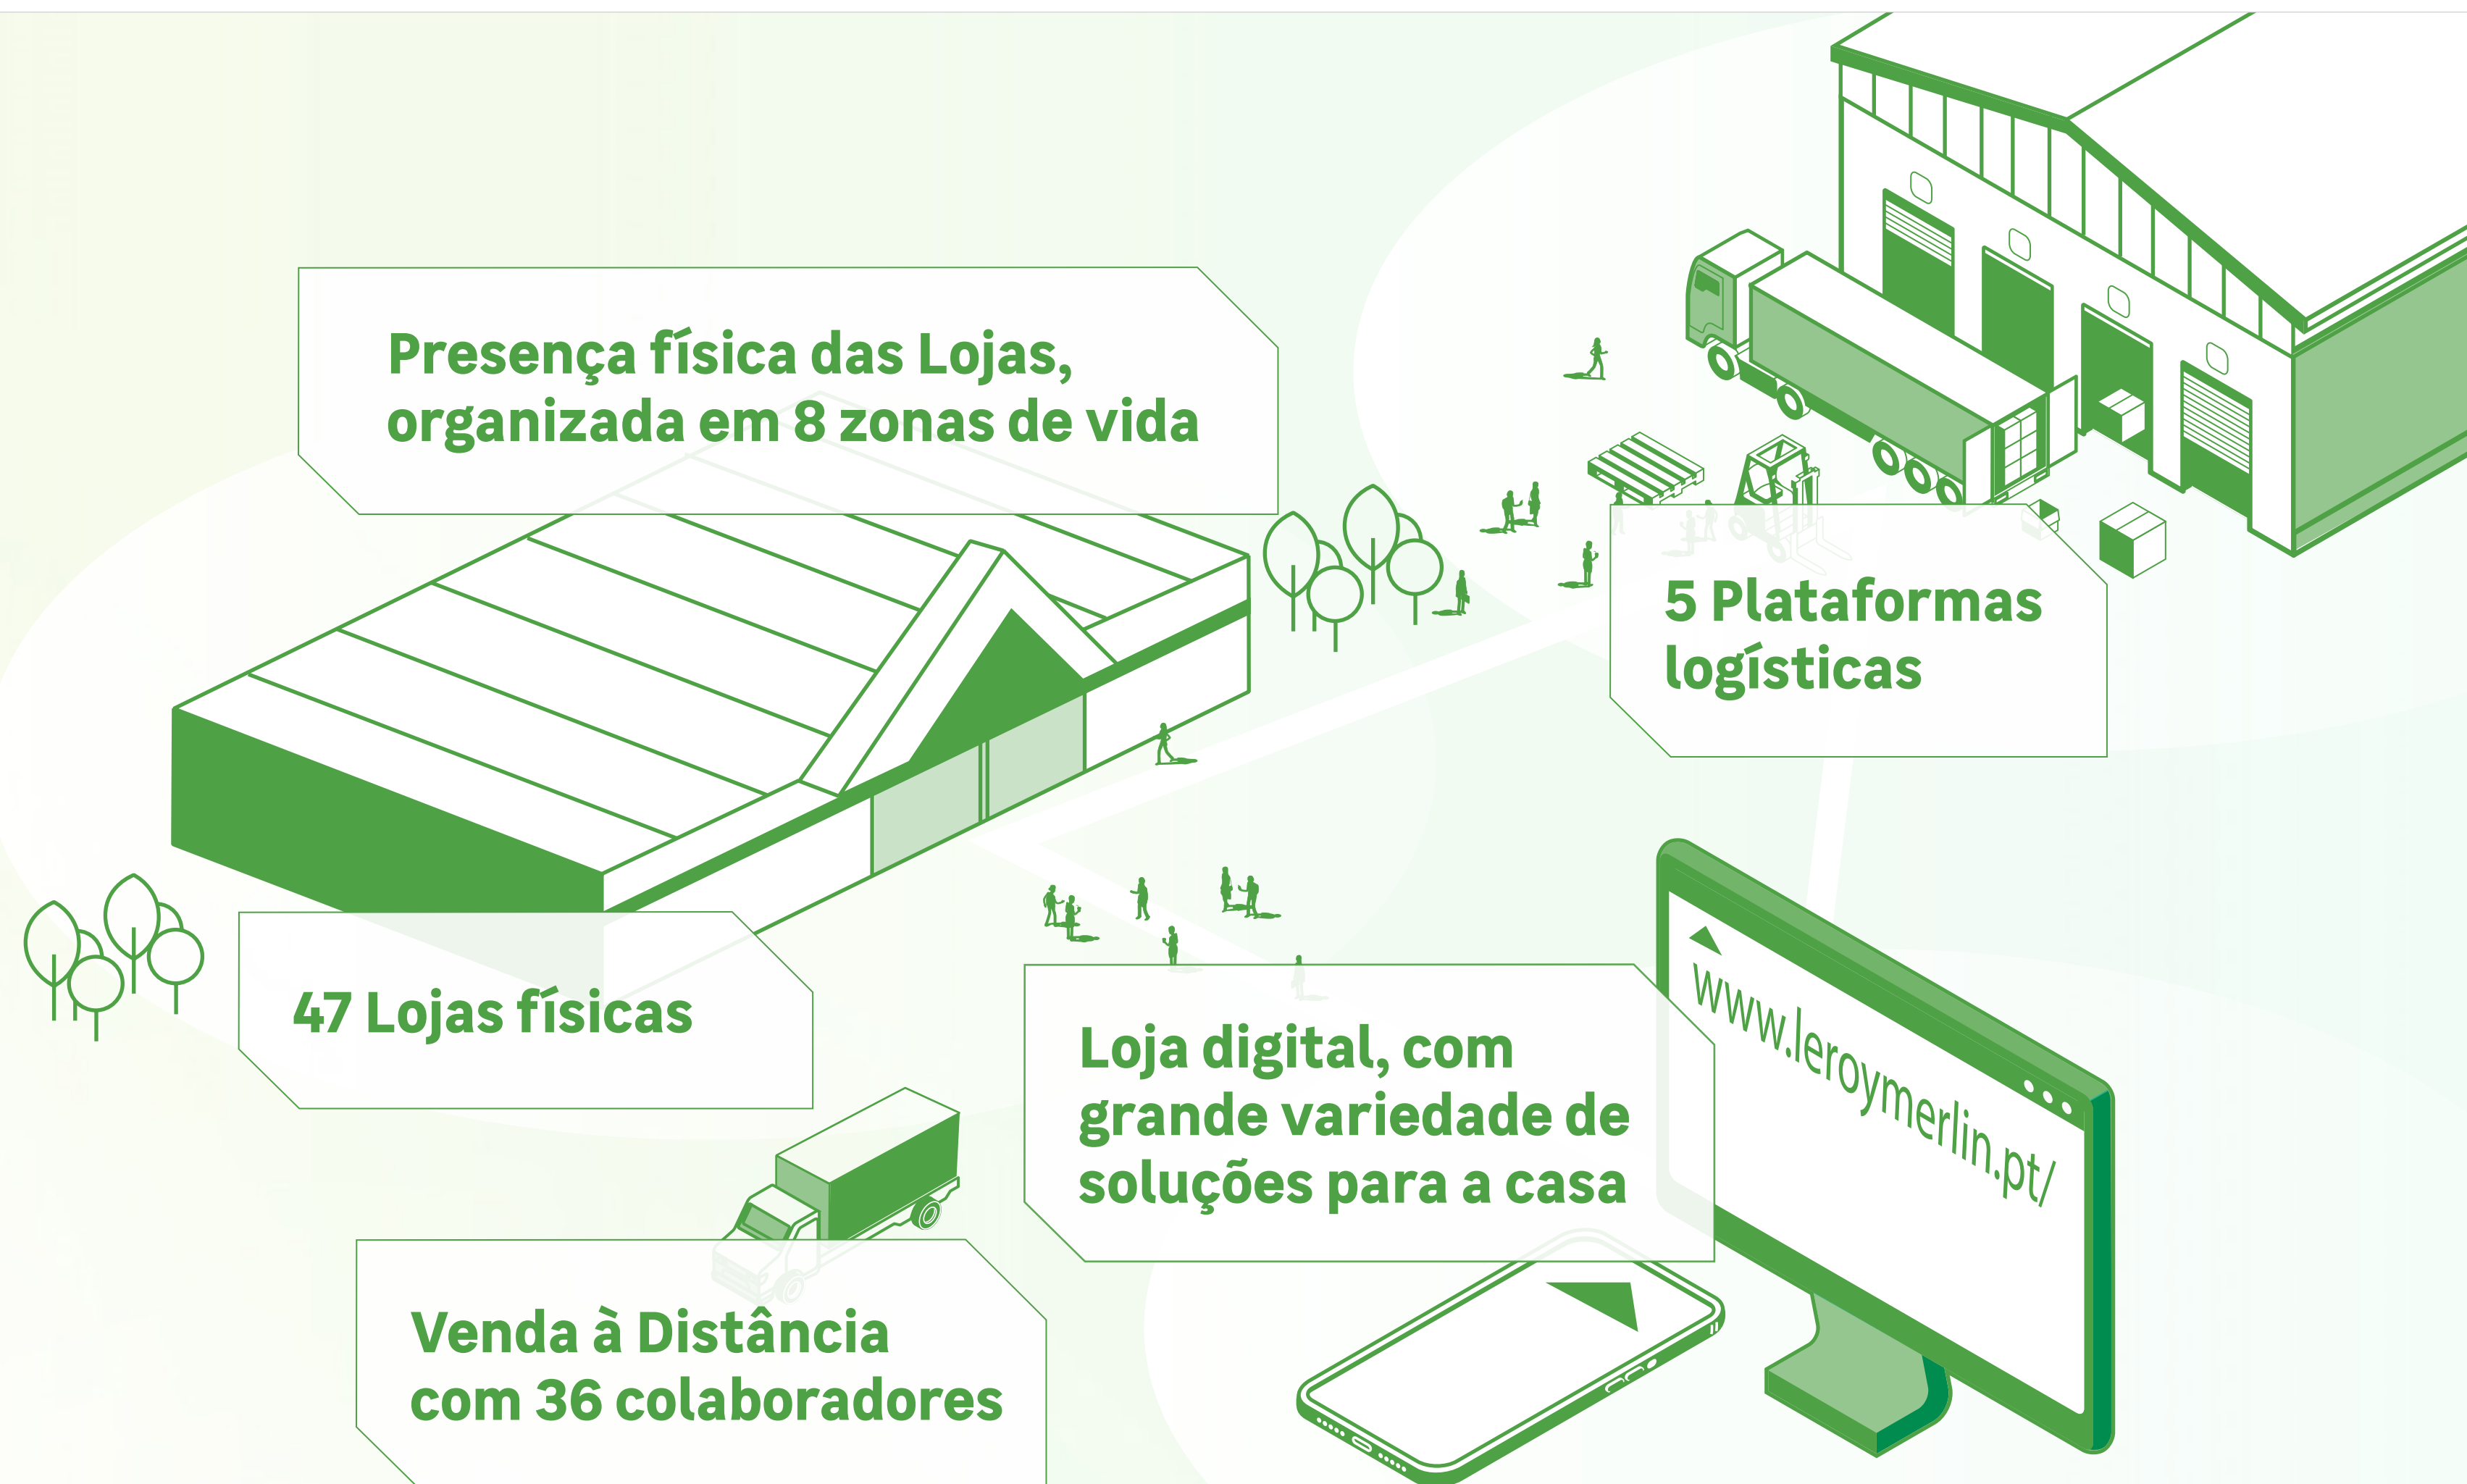 Presença física das Lojas,
organizada em 8 zonas de vida
5 Plataformas
logísticas
47 Lojas físicas
Loja digital, com
grande variedade de
soluções para a casa
www.leroymerlin.pt/
Venda à Distância
com 36 colaboradores